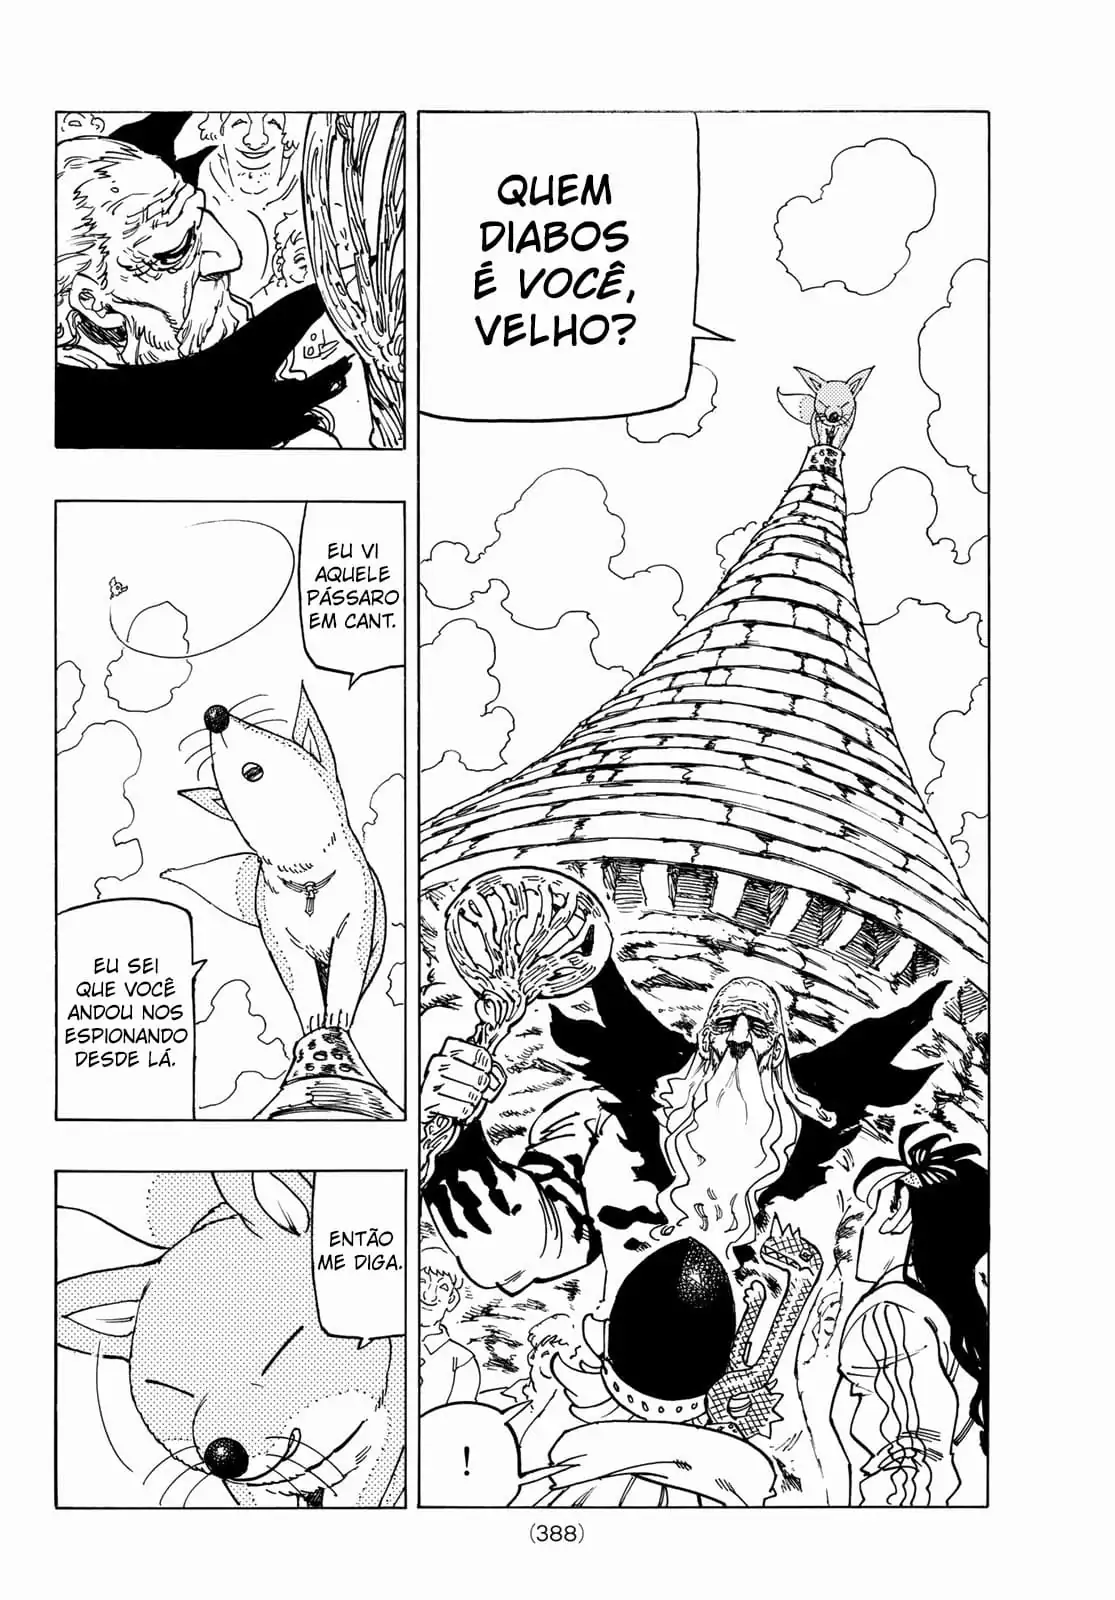 EU VI
AQUELE
PÁSSARO
EM CANT.
EU SEI
QUE VOCÊ
ANDOU NOS
ESPIONANDO
DESDE LÁ.
ENTÃO
ME DIGA.
QUEM
DIABOS
É VOCÊ,
VELHO?
!
(388)